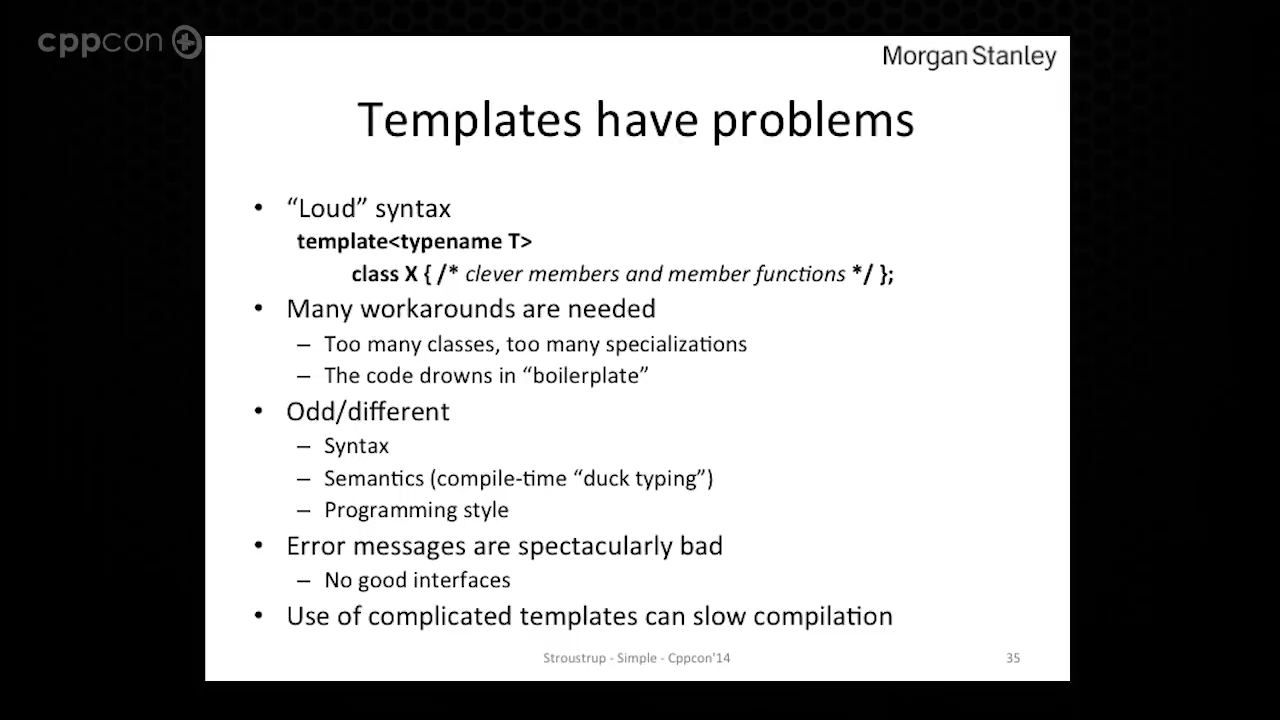 cppcon
Morgan Stanley
Templates have problems
• “Loud” syntax
template<typename T>
class X { /* clever members and member functions */ };
• Many workarounds are needed
– Too many classes, too many specializations
– The code drowns in “boilerplate”
• Odd/different
– Syntax
– Semantics (compile-time “duck typing”)
– Programming style
• Error messages are spectacularly bad
– No good interfaces
• Use of complicated templates can slow compilation
Stroustrup - Simple - Cppcon'14
35